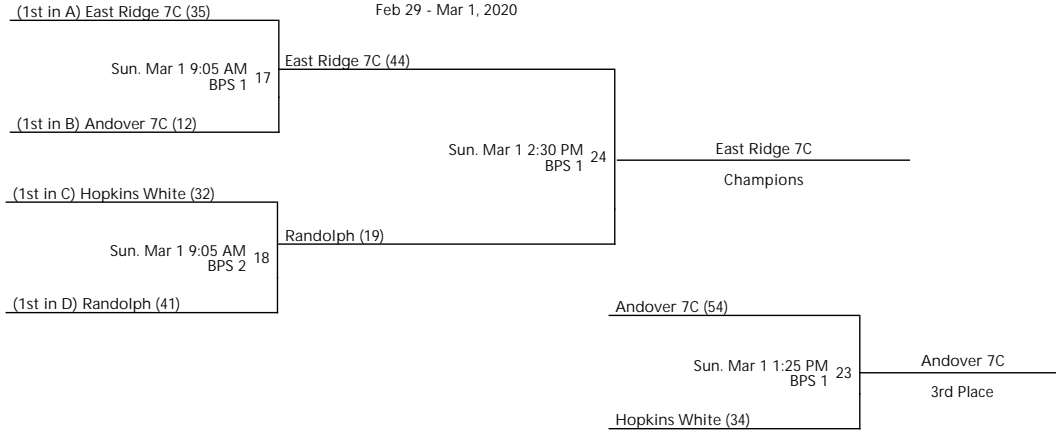 (1st in A) East Ridge 7C (35)
Feb 29 - Mar 1, 2020
East Ridge 7C (44)
Sun. Mar 1 9:05 AM
BPS 1
17
(1st in B) Andover 7C (12)
Sun. Mar 1 2:30 PM
BPS 1
24
East Ridge 7C
Champions
(1st in C) Hopkins White (32)
Randolph (19)
Sun. Mar 1 9:05 AM
BPS 2
18
(1st in D) Randolph (41)
Andover 7C (54)
Sun. Mar 1 1:25 PM
BPS 1
23
Andover 7C
3rd Place
Hopkins White (34)